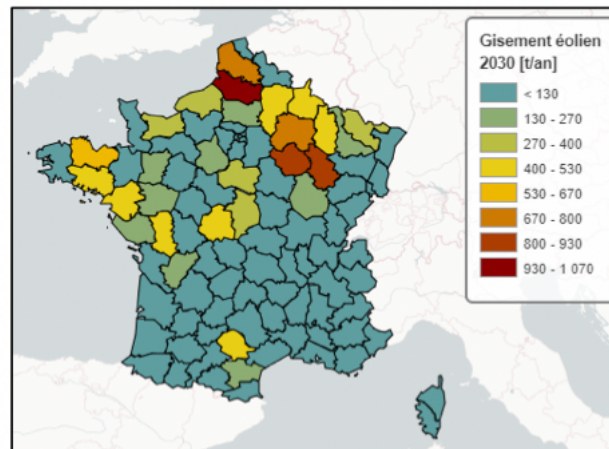 Gisement éolien
2030 [t/an]
< 130
130 - 270
270 - 400
400 - 530
530 - 670
670 - 800
800 - 930
930 - 1 070